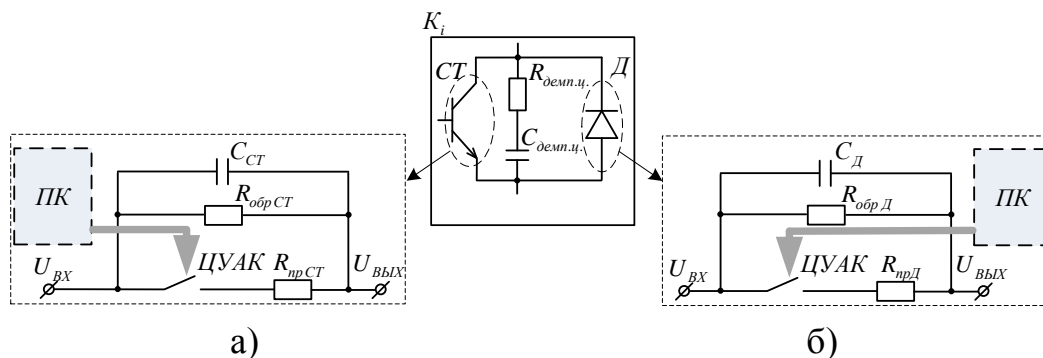 K_i
СТ
R_демп.ц.
Д
C_демп.ц.
C_СТ
ПК
R_обр СТ
U_ВХ
ЦУАК
R_пр СТ
U_ВЫХ
а)
C_Д
R_обр Д
ПК
U_ВХ
ЦУАК
R_прД
U_ВЫХ
б)